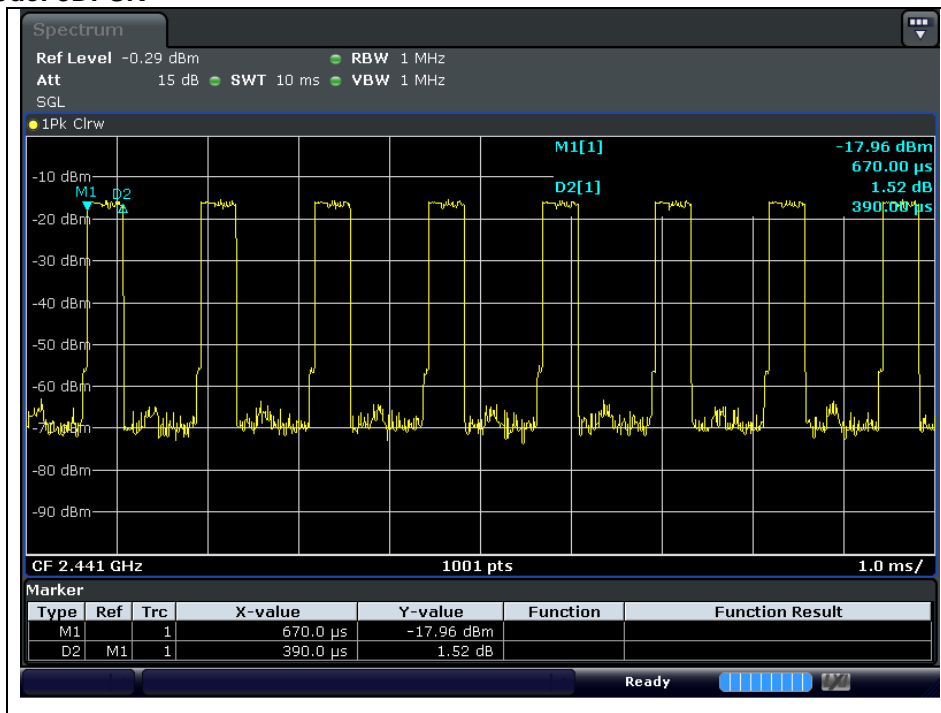 Spectrum
Ref Level -0.29 dBm RBW 1 MHz
Att 15 dB SWT 10 ms VBW 1 MHz
SGL
1Pk Clrw
M1[1] -17.96 dBm
670.00 µs
D2[1] 1.52 dB
390.00 µs
M1 D2
-10 dBm
-20 dBm
-30 dBm
-40 dBm
-50 dBm
-60 dBm
-70 dBm
-80 dBm
-90 dBm
CF 2.441 GHz 1001 pts 1.0 ms/
Marker
Type Ref Trc X-value Y-value Function Function Result
M1 1 670.0 µs -17.96 dBm
D2 M1 1 390.0 µs 1.52 dB
Ready